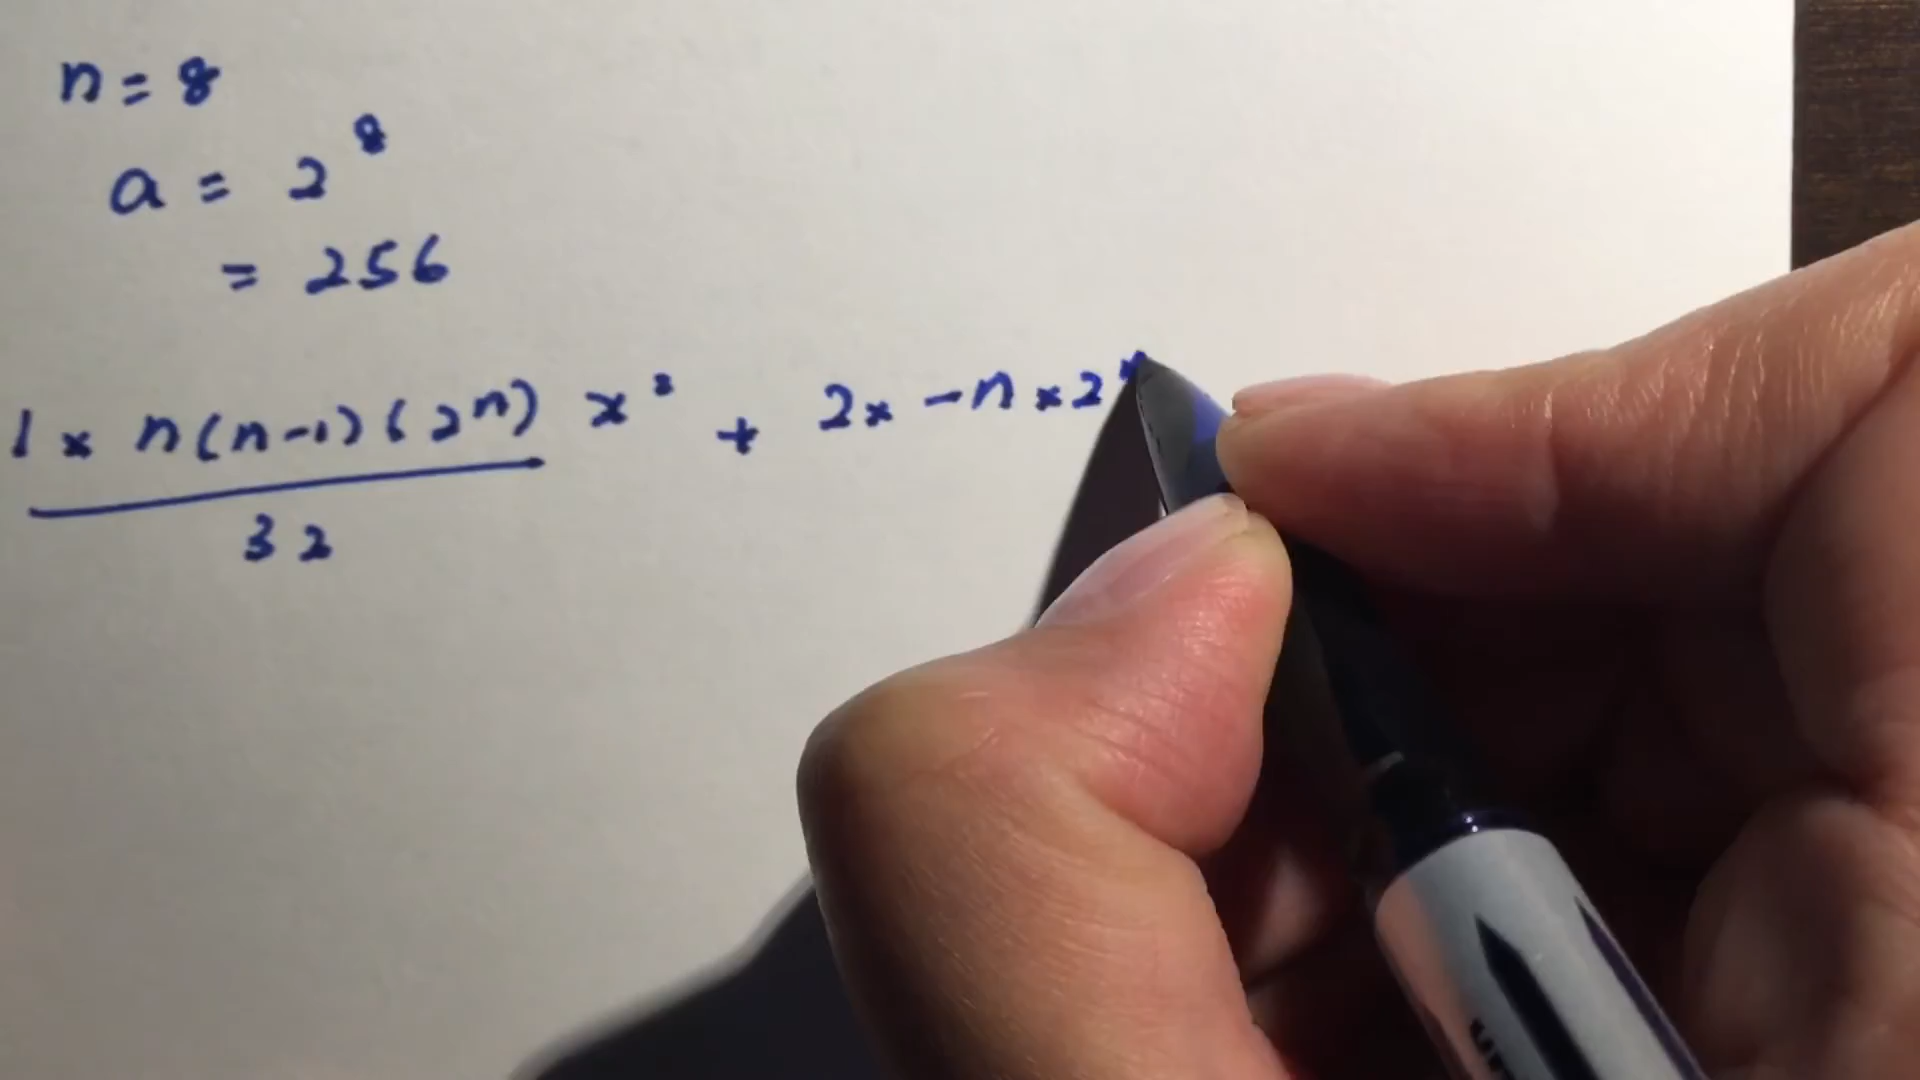 n = 8
a = 2⁸
= 256
1 × n(n-1)(2ⁿ) x² + 2x -n × 2
32